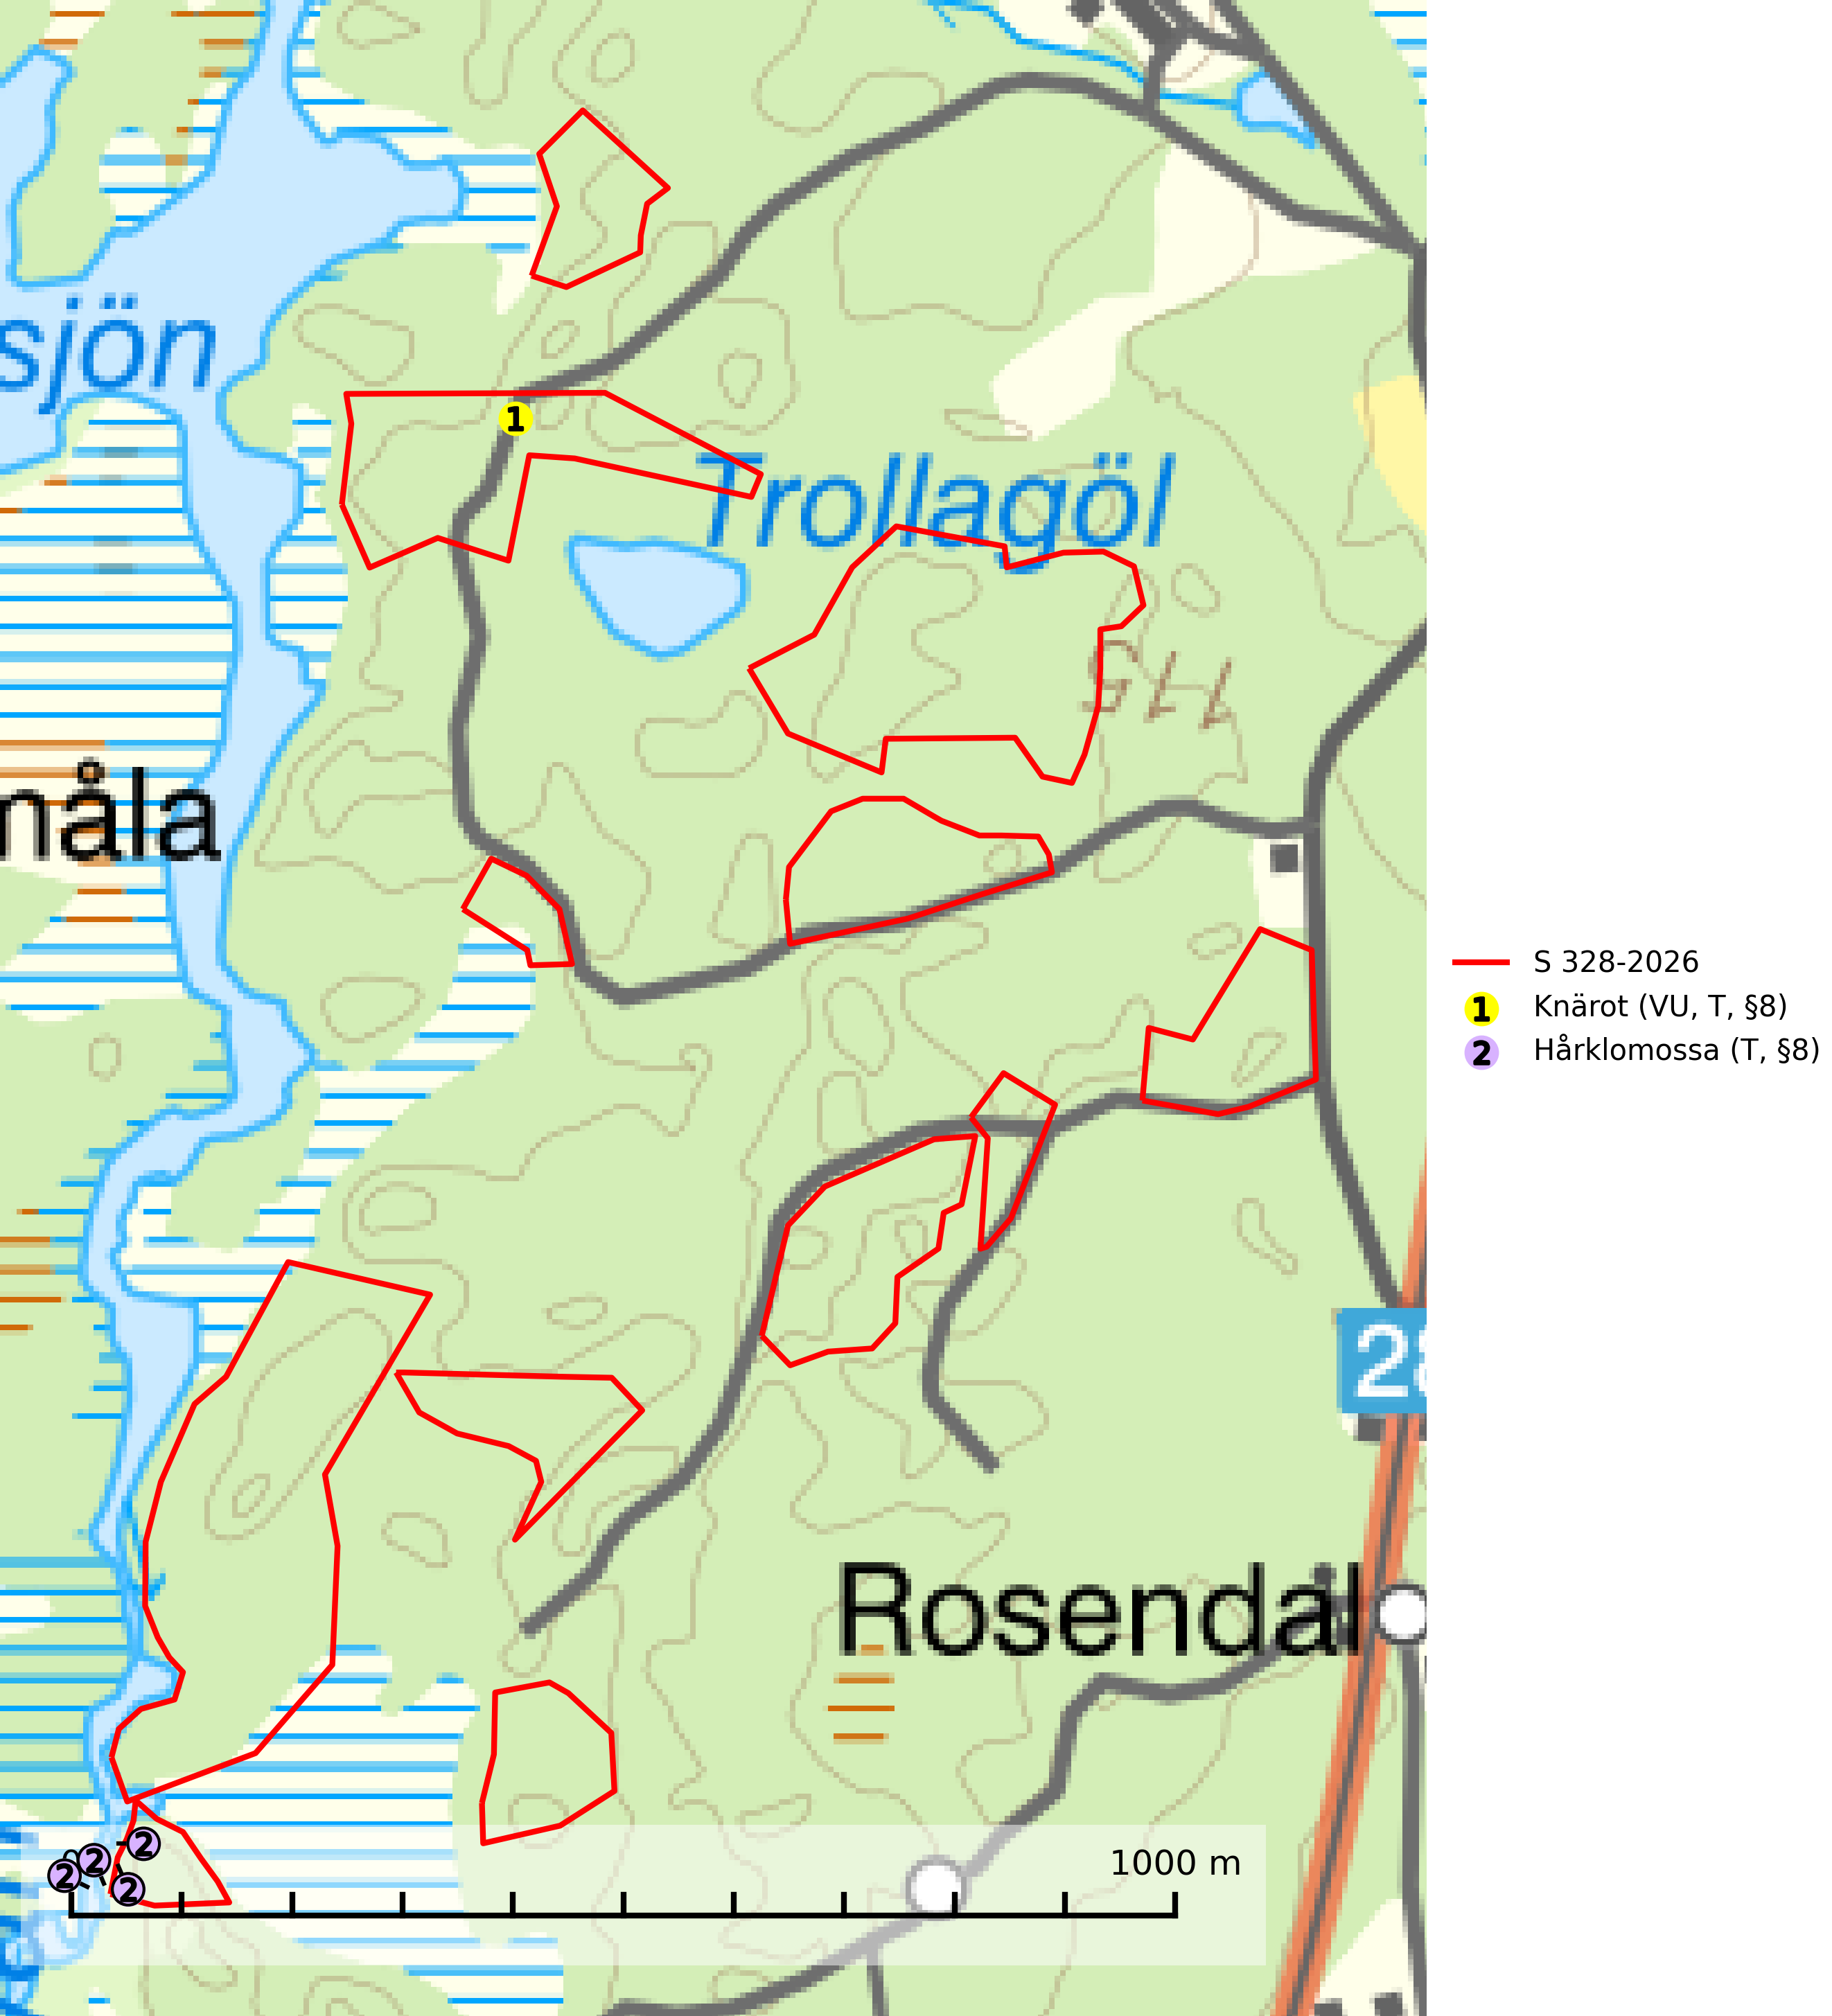 sjön
1
Trollagöl
115
måla
S 328-2026
1 Knärot (VU, T, §8)
2 Hårklomossa (T, §8)
Rosendal
1000 m
2
2
2
2